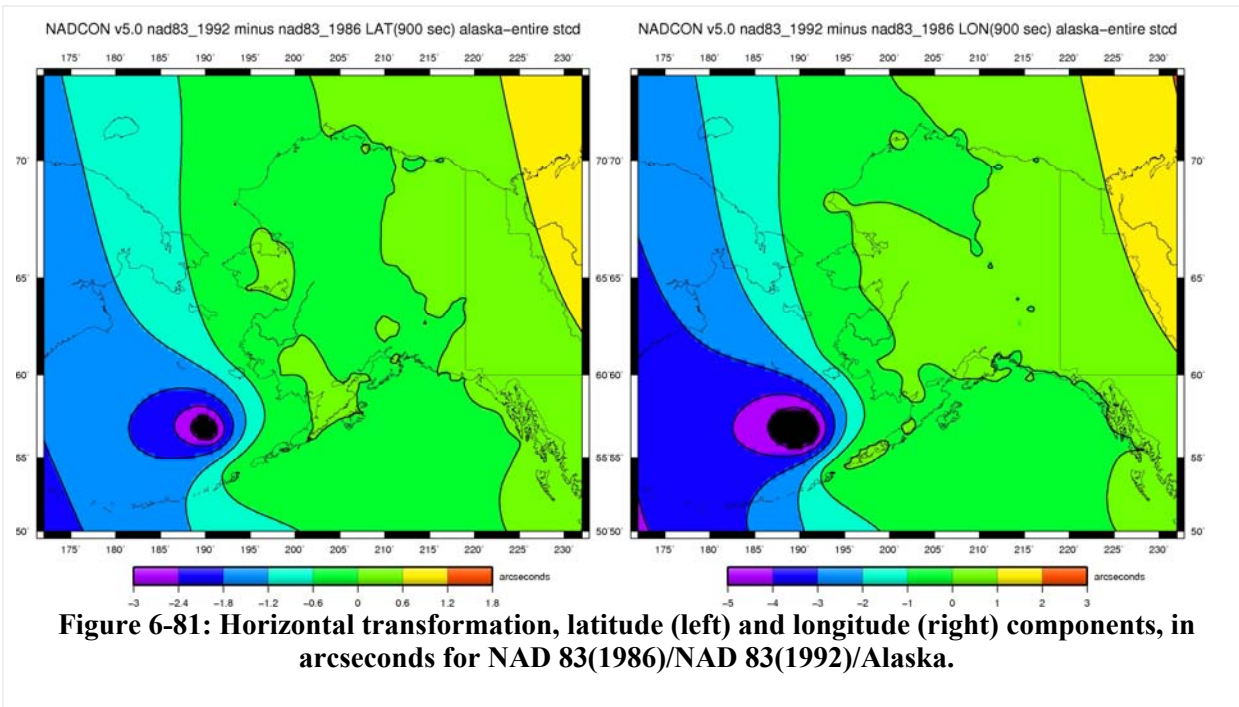 NADCON v5.0 nad83_1992 minus nad83_1986 LAT(900 sec) alaska−entire stcd
175˚ 180˚ 185˚ 190˚ 195˚ 200˚ 205˚ 210˚ 215˚ 220˚ 225˚ 230˚
70˚ 70˚
65˚ 65˚
60˚ 60˚
55˚ 55˚
50˚ 50˚
175˚ 180˚ 185˚ 190˚ 195˚ 200˚ 205˚ 210˚ 215˚ 220˚ 225˚ 230˚
arcseconds
−3 −2.4 −1.8 −1.2 −0.6 0 0.6 1.2 1.8
NADCON v5.0 nad83_1992 minus nad83_1986 LON(900 sec) alaska−entire stcd
175˚ 180˚ 185˚ 190˚ 195˚ 200˚ 205˚ 210˚ 215˚ 220˚ 225˚ 230˚
70˚ 70˚
65˚ 65˚
60˚ 60˚
55˚ 55˚
50˚ 50˚
175˚ 180˚ 185˚ 190˚ 195˚ 200˚ 205˚ 210˚ 215˚ 220˚ 225˚ 230˚
arcseconds
−5 −4 −3 −2 −1 0 1 2 3
Figure 6-81: Horizontal transformation, latitude (left) and longitude (right) components, in
arcseconds for NAD 83(1986)/NAD 83(1992)/Alaska.